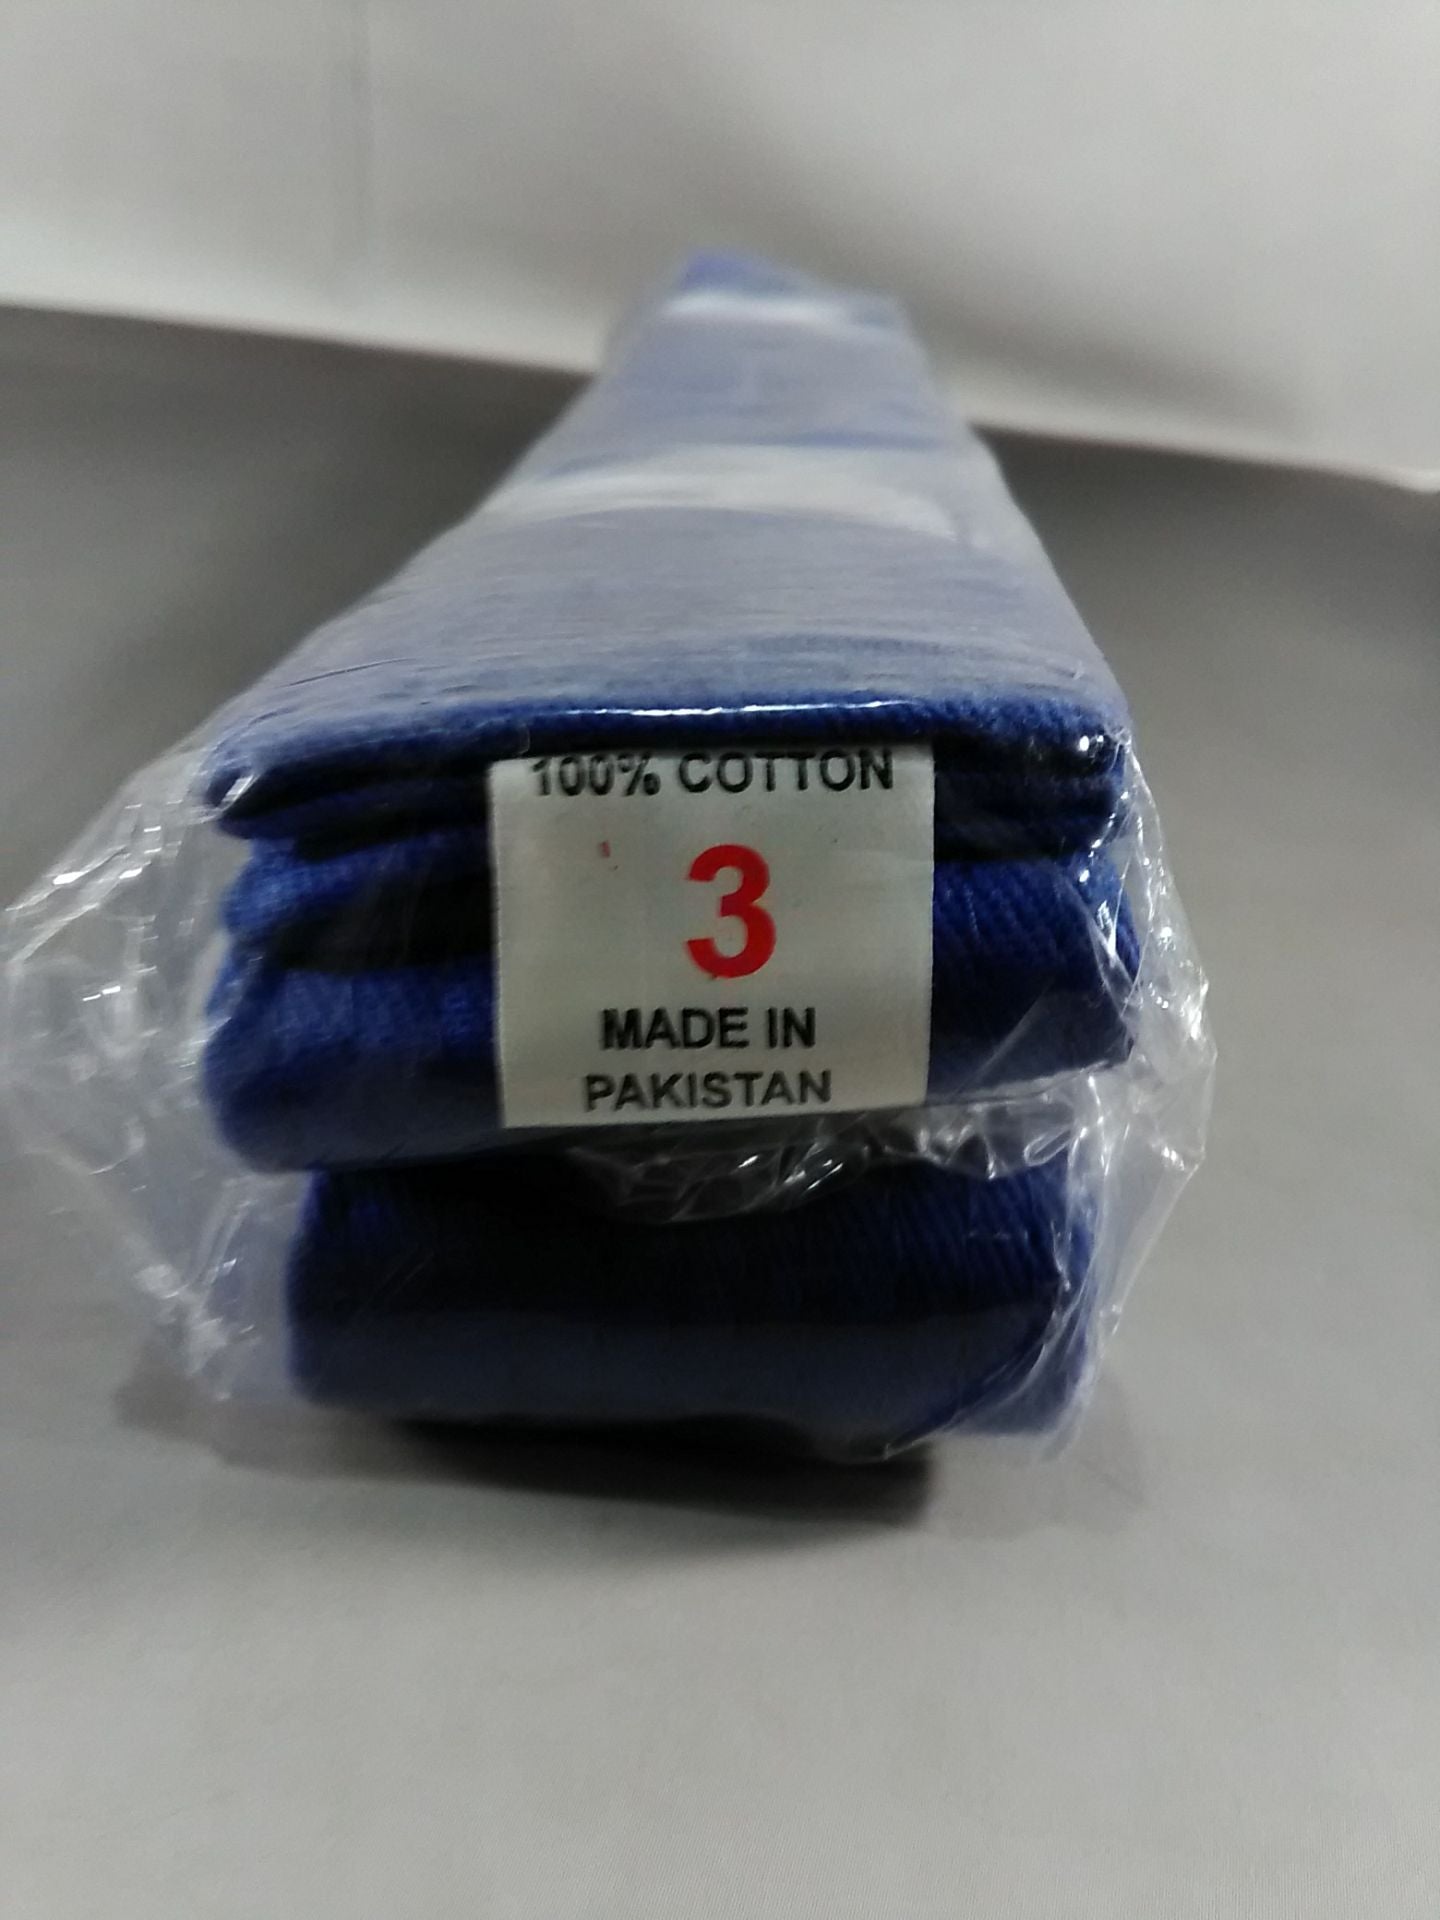 100% COTTON
3
MADE IN
PAKISTAN